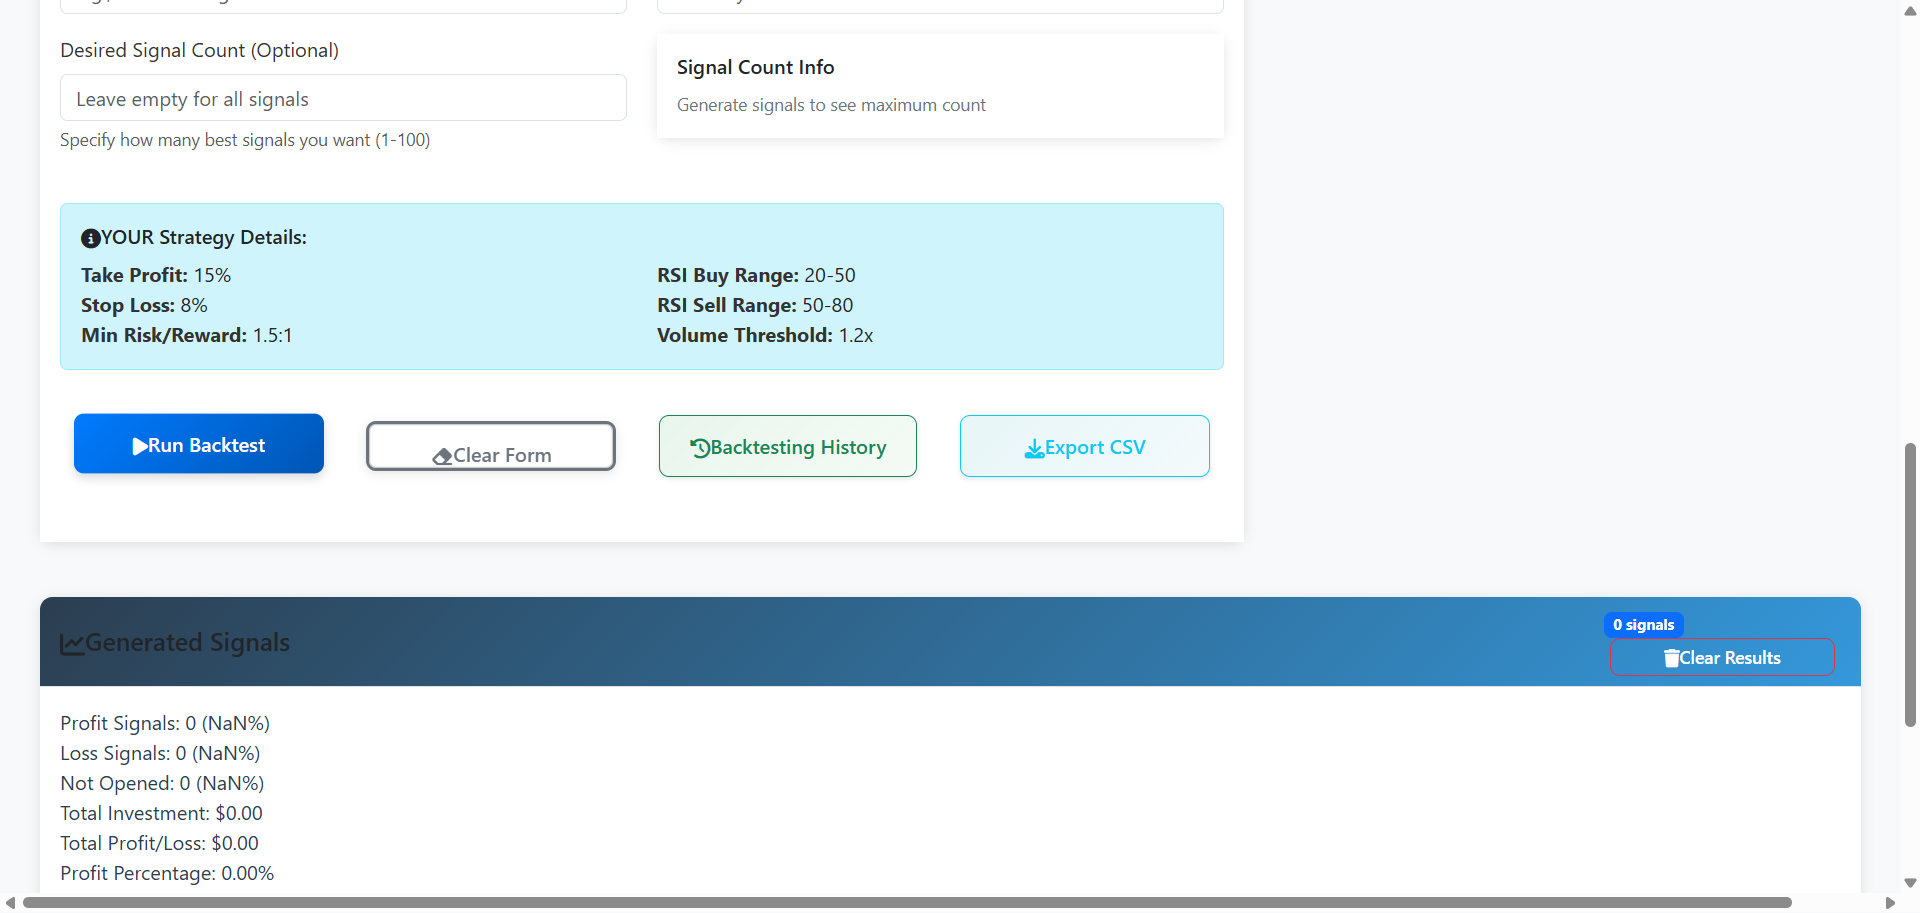 Desired Signal Count (Optional)
Leave empty for all signals
Specify how many best signals you want (1-100)
Signal Count Info
Generate signals to see maximum count
YOUR Strategy Details:
Take Profit: 15%
Stop Loss: 8%
Min Risk/Reward: 1.5:1
RSI Buy Range: 20-50
RSI Sell Range: 50-80
Volume Threshold: 1.2x
Run Backtest
Clear Form
Backtesting History
Export CSV
Generated Signals
0 signals
Clear Results
Profit Signals: 0 (NaN%)
Loss Signals: 0 (NaN%)
Not Opened: 0 (NaN%)
Total Investment: $0.00
Total Profit/Loss: $0.00
Profit Percentage: 0.00%